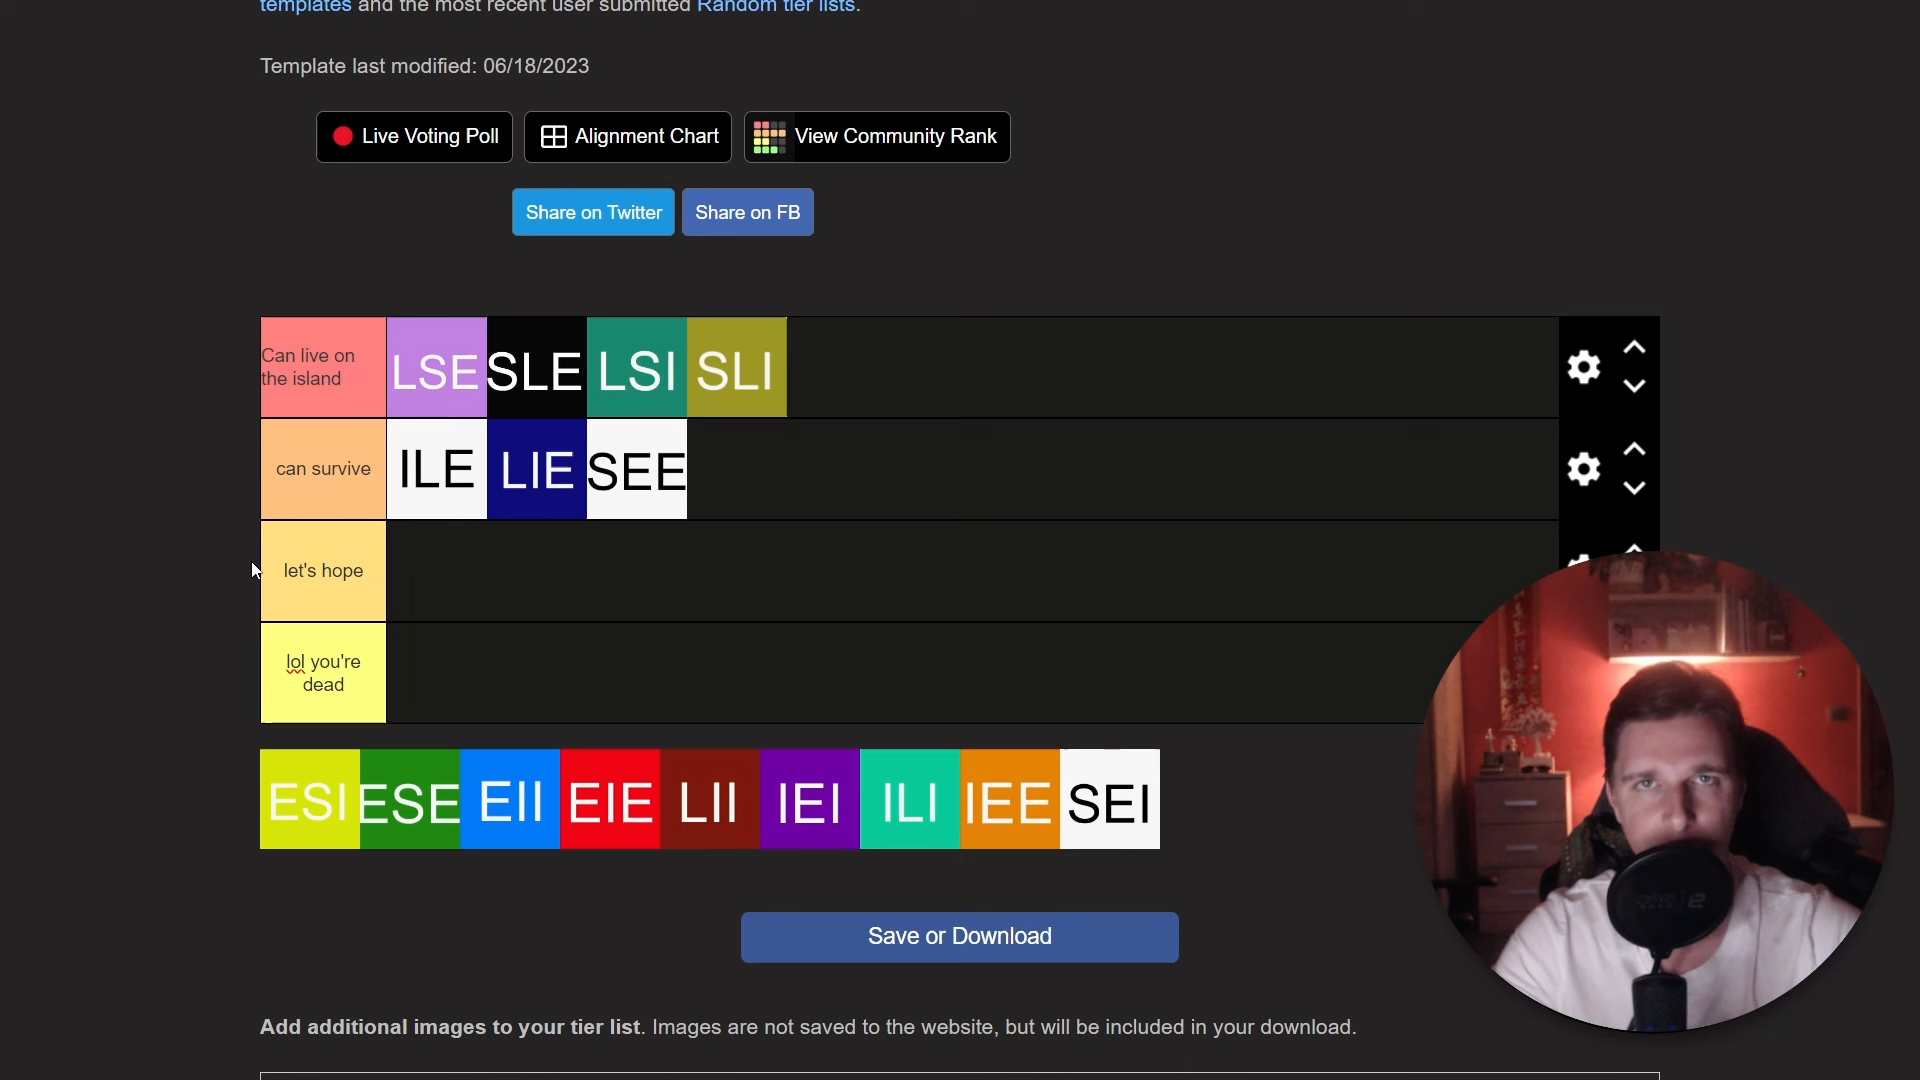 templates and the most recent user submitted Random tier lists.
Template last modified: 06/18/2023
Live Voting Poll
Alignment Chart
View Community Rank
Share on Twitter
Share on FB
Can live on
the island
LSE
SLE
LSI
SLI
can survive
ILE
LIE
SEE
let's hope
lol you're
dead
ESI
ESE
EII
EIE
LII
IEI
ILI
IEE
SEI
Save or Download
Add additional images to your tier list. Images are not saved to the website, but will be included in your download.